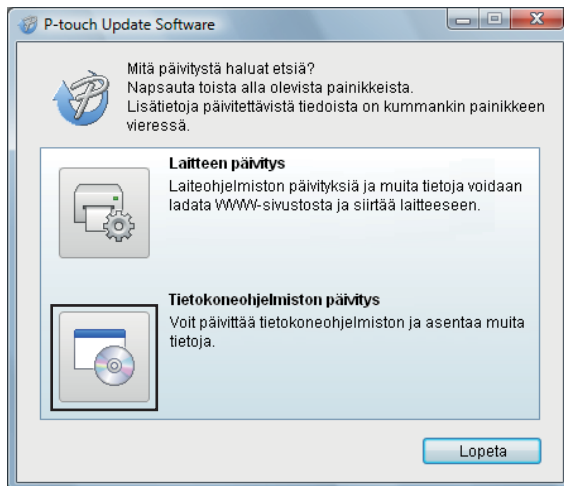 P-touch Update Software
Mitä päivitystä haluat etsiä?
Napsauta toista alla olevista painikkeista.
Lisätietoja päivitettävistä tiedoista on kummankin painikkeen
vieressä.
Laitteen päivitys
Laiteohjelmiston päivityksiä ja muita tietoja voidaan
ladata WWW-sivustosta ja siirtää laitteeseen.
Tietokoneohjelmiston päivitys
Voit päivittää tietokoneohjelmiston ja asentaa muita
tietoja.
Lopeta